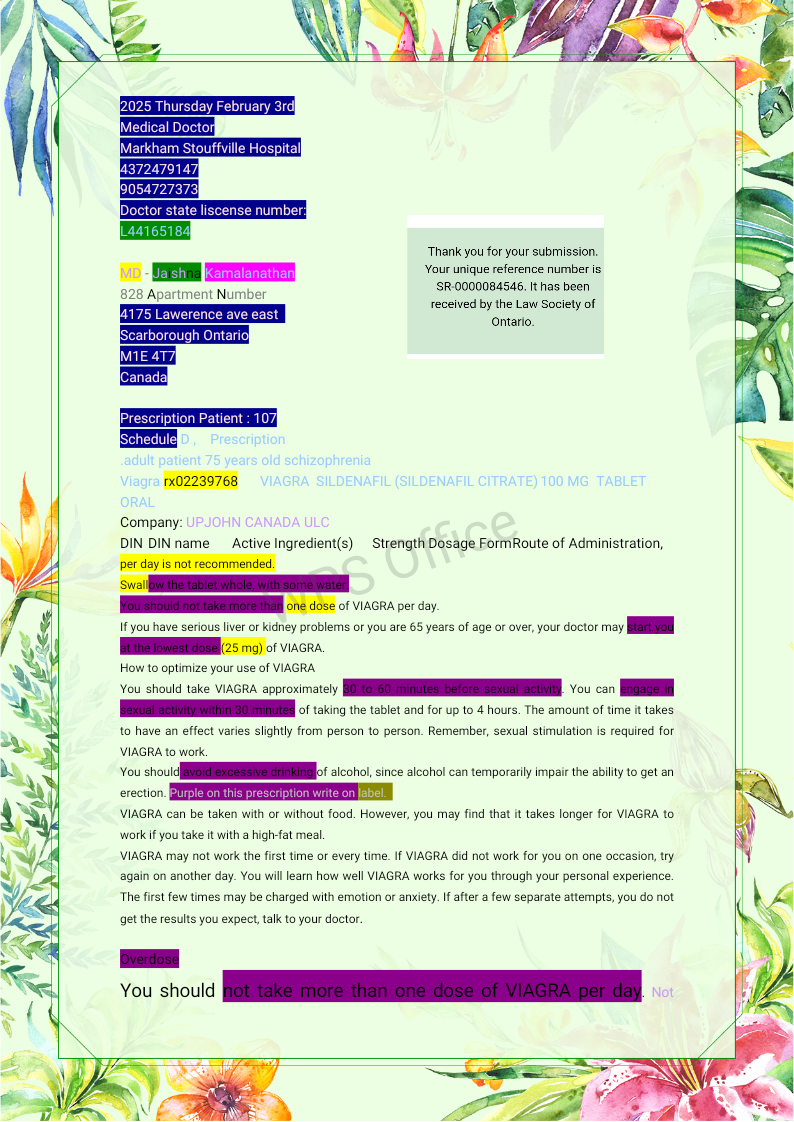 2025 Thursday February 3rd
Medical Doctor
Markham Stouffville Hospital
4372479147
9054727373
Doctor state liscense number:
L44165184
MD - Jaishna Kamalanathan
828 Apartment Number
4175 Lawerence ave east
Scarborough Ontario
M1E 4T7
Canada
Thank you for your submission.
Your unique reference number is
SR-0000084546. It has been
received by the Law Society of
Ontario.
Prescription Patient : 107
Schedule D , Prescription
.adult patient 75 years old schizophrenia
Viagra rx02239768 VIAGRA SILDENAFIL (SILDENAFIL CITRATE) 100 MG TABLET
ORAL
Company: UPJOHN CANADA ULC
DIN DIN name Active Ingredient(s) Strength Dosage FormRoute of Administration,
per day is not recommended.
Swallow the tablet whole, with some water.
You should not take more than one dose of VIAGRA per day.
If you have serious liver or kidney problems or you are 65 years of age or over, your doctor may start you
at the lowest dose (25 mg) of VIAGRA.
How to optimize your use of VIAGRA
You should take VIAGRA approximately 30 to 60 minutes before sexual activity. You can engage in
sexual activity within 30 minutes of taking the tablet and for up to 4 hours. The amount of time it takes
to have an effect varies slightly from person to person. Remember, sexual stimulation is required for
VIAGRA to work.
You should avoid excessive drinking of alcohol, since alcohol can temporarily impair the ability to get an
erection. Purple on this prescription write on label.
VIAGRA can be taken with or without food. However, you may find that it takes longer for VIAGRA to
work if you take it with a high-fat meal.
VIAGRA may not work the first time or every time. If VIAGRA did not work for you on one occasion, try
again on another day. You will learn how well VIAGRA works for you through your personal experience.
The first few times may be charged with emotion or anxiety. If after a few separate attempts, you do not
get the results you expect, talk to your doctor.
Overdose
You should not take more than one dose of VIAGRA per day. Not
WPS Office